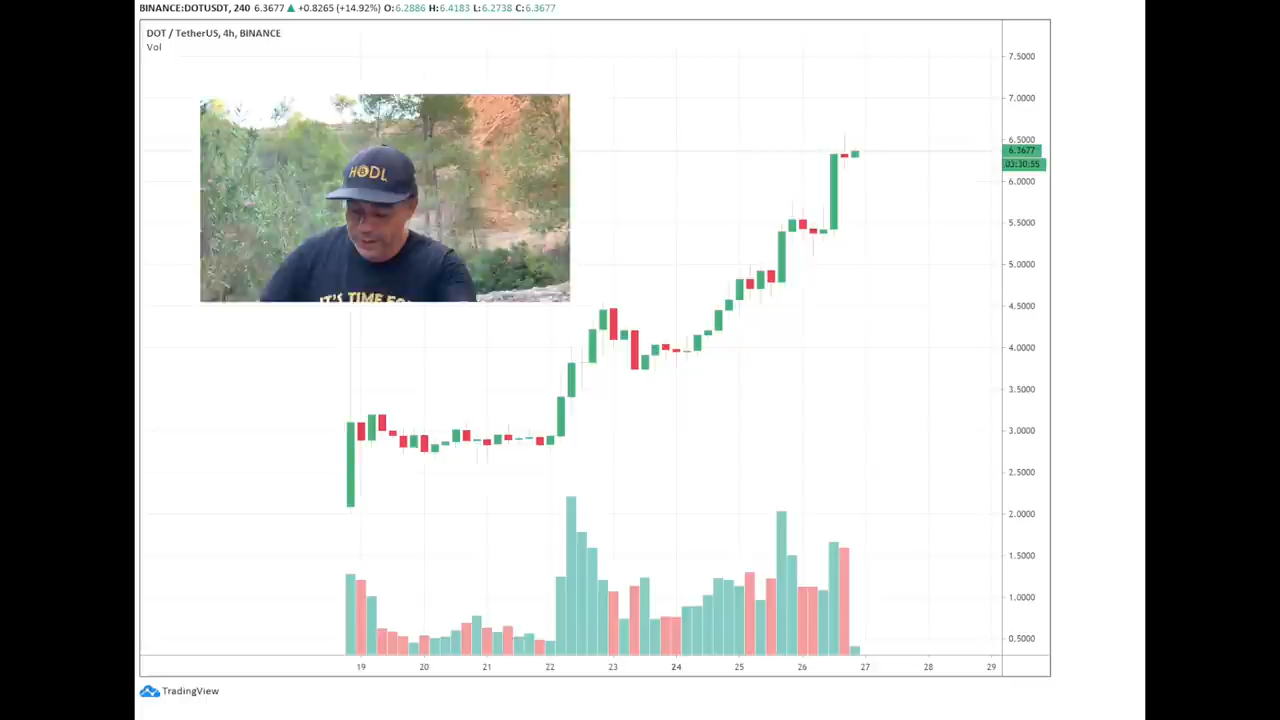 BINANCE:DOTUSDT, 240 6.3677 ▲ +0.8265 (+14.92%) O:6.2886 H:6.4183 L:6.2738 C:6.3677
DOT / TetherUS, 4h, BINANCE
Vol
HODL
IT'S TIME FO
7.5000
7.0000
6.5000
6.3677
03:30:55
6.0000
5.5000
5.0000
4.5000
4.0000
3.5000
3.0000
2.5000
2.0000
1.5000
1.0000
0.5000
19 20 21 22 23 24 25 26 27 28 29
TradingView